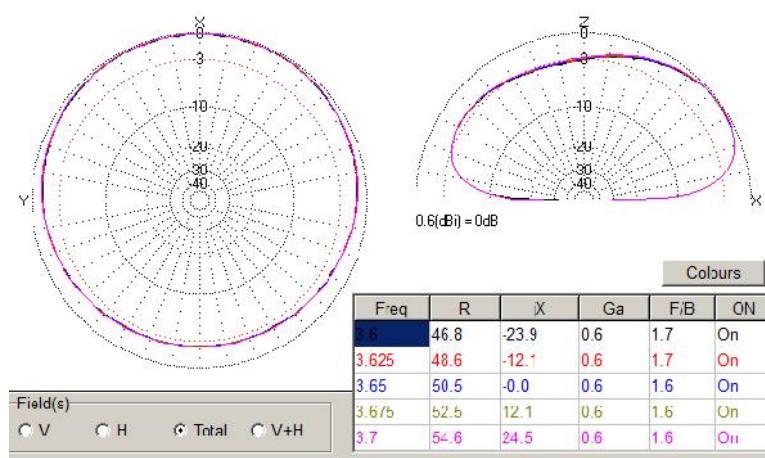 X
0
-3
-10
-20
-30
-40
Y
Z
0
-3
-10
-20
-30
-40
X
0.6(dBi) = 0dB
Colours
Freq R jX Ga F/B ON
3.6 46.8 -23.9 0.6 1.7 On
3.625 48.6 -12.1 0.6 1.7 On
3.65 50.5 -0.0 0.6 1.6 On
3.675 52.5 12.1 0.6 1.6 On
3.7 54.6 24.5 0.6 1.6 On
Field(s)
V H Total V+H